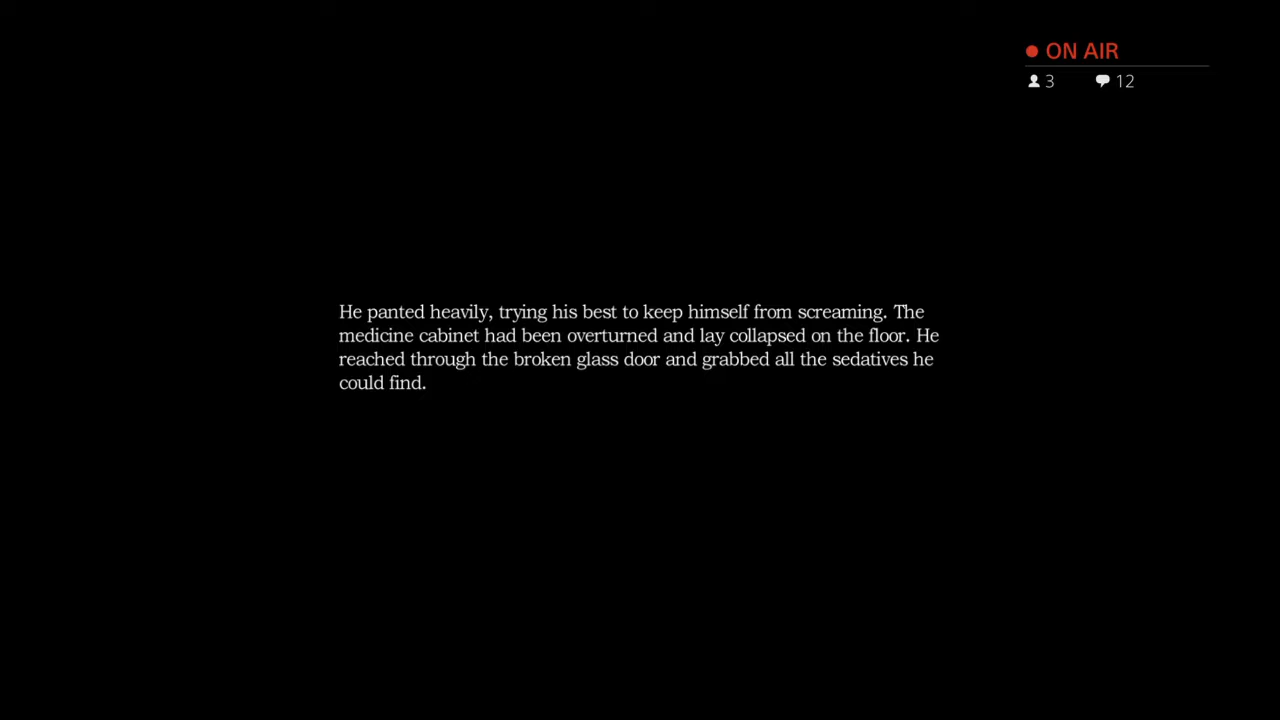 ON AIR
3 12
He panted heavily, trying his best to keep himself from screaming. The
medicine cabinet had been overturned and lay collapsed on the floor. He
reached through the broken glass door and grabbed all the sedatives he
could find.